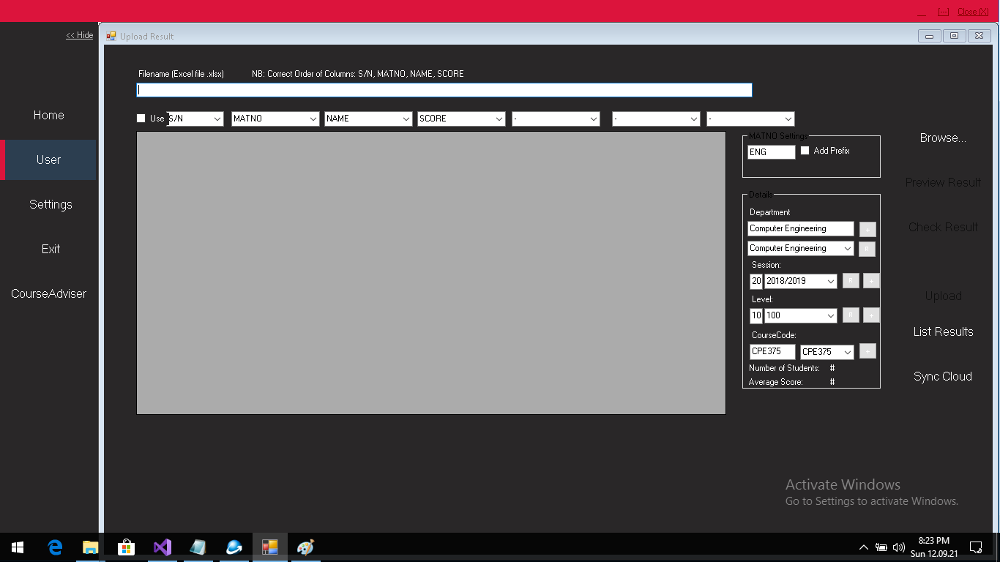 __ [---] Close [X]
<< Hide
Upload Result
Filename (Excel file .xlsx) NB: Correct Order of Columns: S/N, MATNO, NAME, SCORE
Use S/N MATNO NAME SCORE - - -
Home
User
Settings
Exit
CourseAdviser
MATNO Settings
ENG Add Prefix
Details
Department
Computer Engineering +
Computer Engineering R
Session:
20 2018/2019 R +
Level:
10 100 R +
CourseCode:
CPE375 CPE375 +
Number of Students: #
Average Score: #
Browse...
Preview Result
Check Result
Upload
List Results
Sync Cloud
Activate Windows
Go to Settings to activate Windows.
8:23 PM
Sun 12.09.21